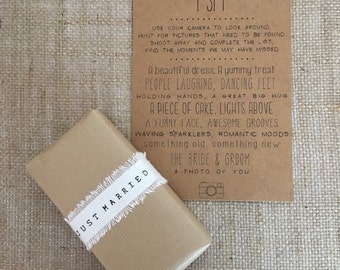 I SPY
USE YOUR CAMERA TO LOOK AROUND,
HUNT FOR PICTURES THAT NEED TO BE FOUND
SHOOT AWAY AND COMPLETE THE LIST,
FIND THE MOMENTS WE MAY HAVE MISSED
A beautiful dress, A yummy treat
PEOPLE LAUGHING, DANCING FEET
HOLDING HANDS, A GREAT BIG HUG
A PIECE OF CAKE, LIGHTS ABOVE
A FUNNY FACE, AWESOME GROOVES
WAVING SPARKLERS, ROMANTIC MOODS
something old, something new
THE BRIDE & GROOM
A PHOTO OF YOU
JUST MARRIED